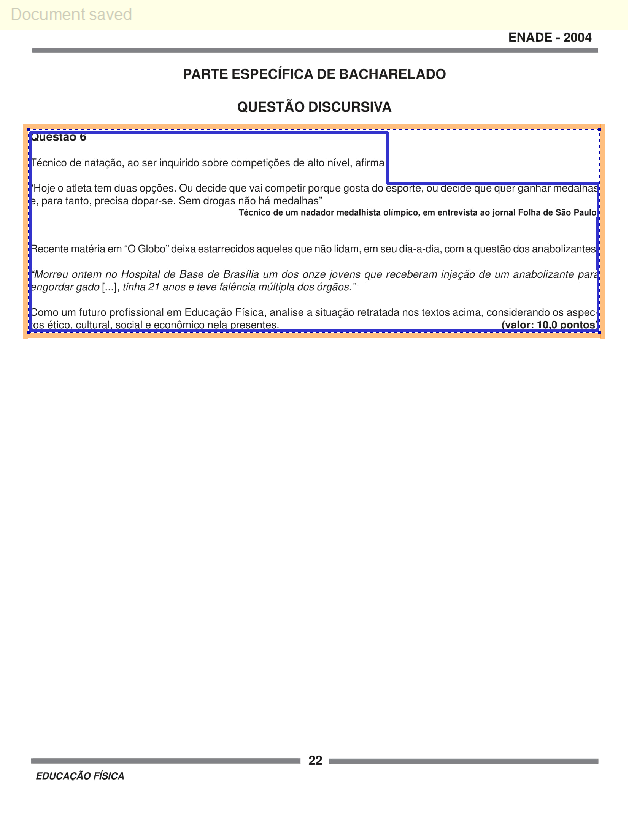 Document saved
ENADE - 2004
PARTE ESPECÍFICA DE BACHARELADO
QUESTÃO DISCURSIVA
Questão 6
Técnico de natação, ao ser inquirido sobre competições de alto nível, afirma
"Hoje o atleta tem duas opções. Ou decide que vai competir porque gosta do esporte, ou decide que quer ganhar medalhas
e, para tanto, precisa dopar-se. Sem drogas não há medalhas"
Técnico de um nadador medalhista olímpico, em entrevista ao jornal Folha de São Paulo
Recente matéria em "O Globo" deixa estarrecidos aqueles que não lidam, em seu dia-a-dia, com a questão dos anabolizantes
"Morreu ontem no Hospital de Base de Brasília um dos onze jovens que receberam injeção de um anabolizante para
engordar gado [...], tinha 21 anos e teve falência múltipla dos órgãos."
Como um futuro profissional em Educação Física, analise a situação retratada nos textos acima, considerando os aspec-
tos ético, cultural, social e econômico nela presentes. (valor: 10,0 pontos)
22
EDUCAÇÃO FÍSICA